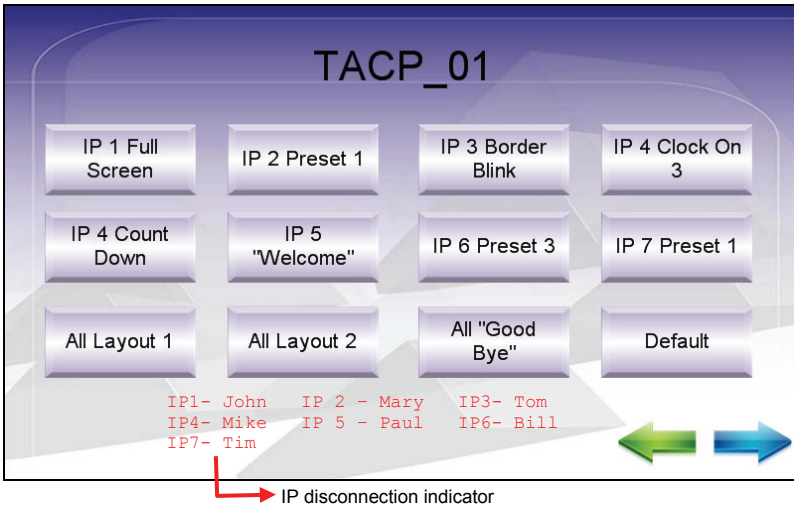 TACP_01
IP 1 Full
Screen
IP 2 Preset 1
IP 3 Border
Blink
IP 4 Clock On
3
IP 4 Count
Down
IP 5
"Welcome"
IP 6 Preset 3
IP 7 Preset 1
All Layout 1
All Layout 2
All "Good
Bye"
Default
IP1- John IP 2 – Mary IP3- Tom
IP4- Mike IP 5 – Paul IP6- Bill
IP7- Tim
IP disconnection indicator